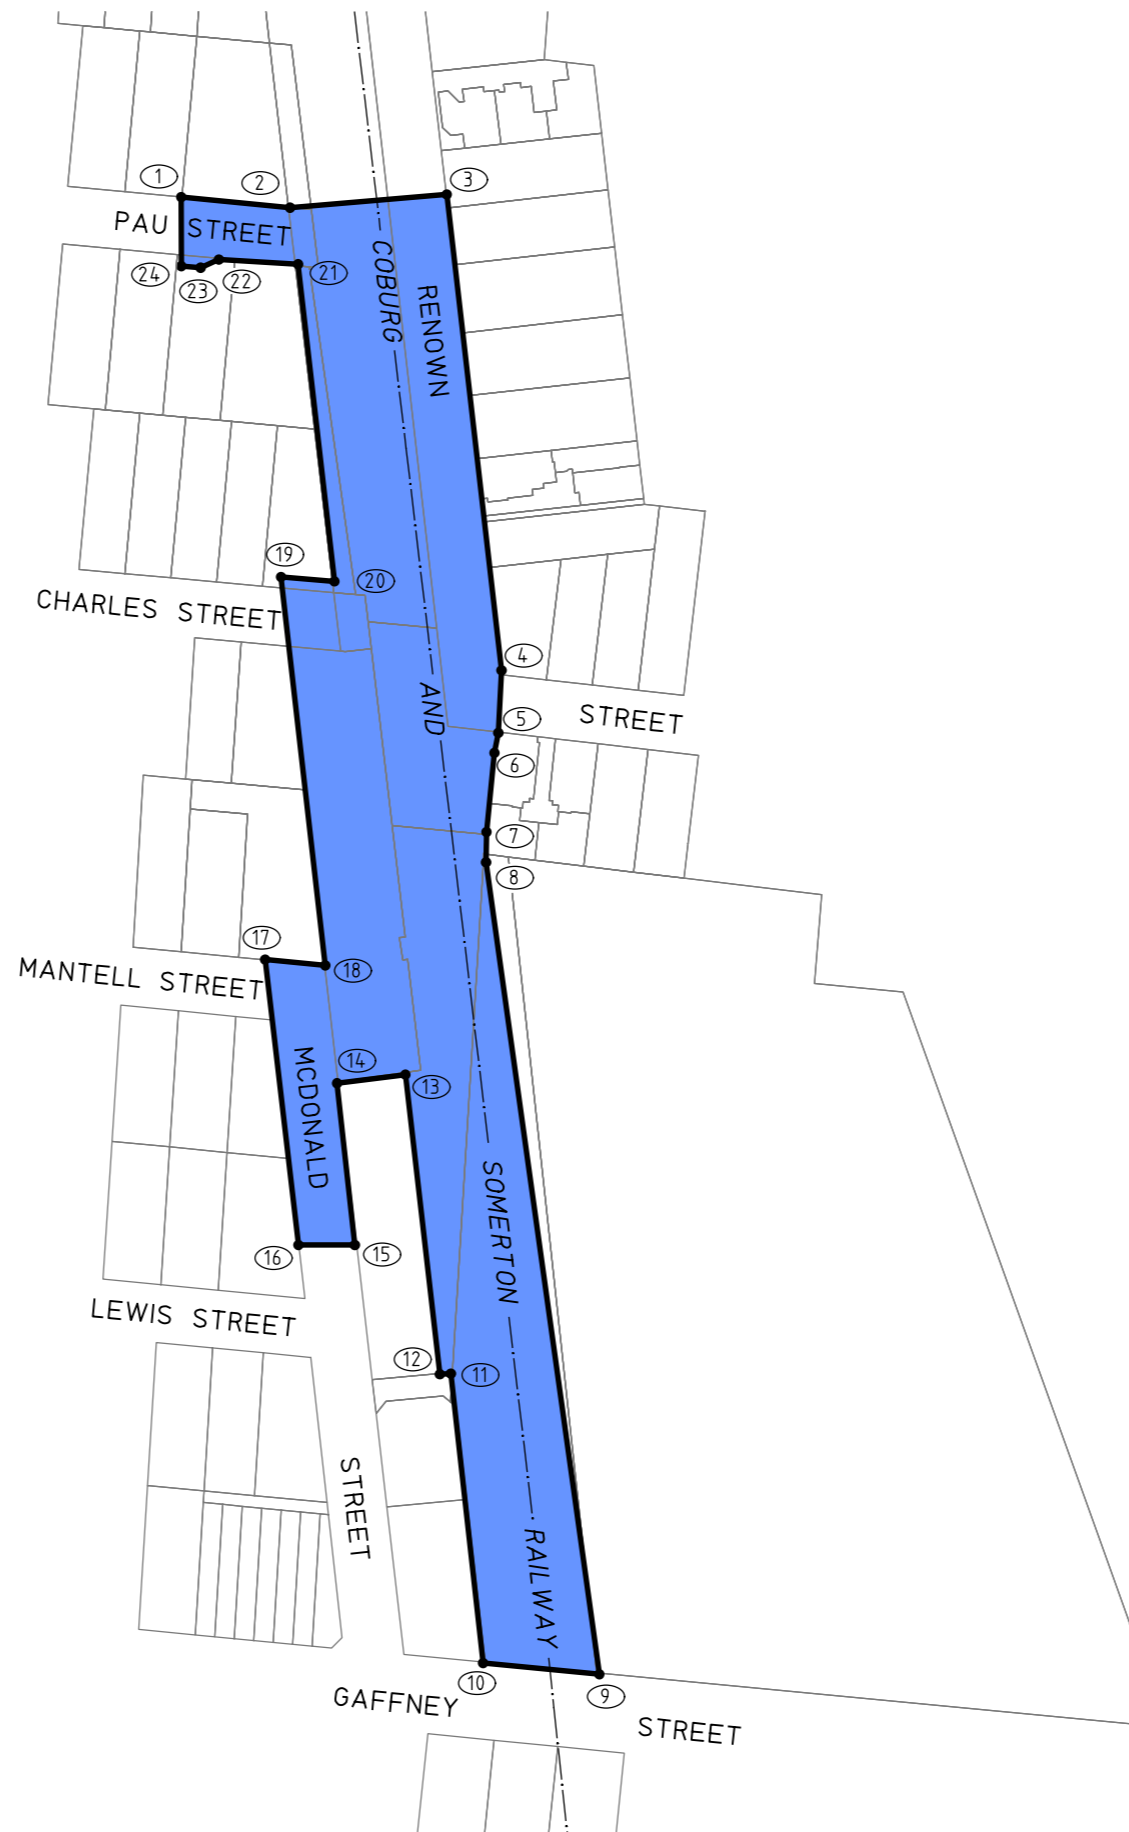 1
2
3
PAU STREET
24
23
22
21
COBURG
RENOWN
19
20
CHARLES STREET
4
AND
5
STREET
6
7
8
17
18
MANTELL STREET
14
13
MCDONALD
SOMERTON
16
15
LEWIS STREET
12
11
STREET
RAILWAY
10
9
GAFFNEY STREET